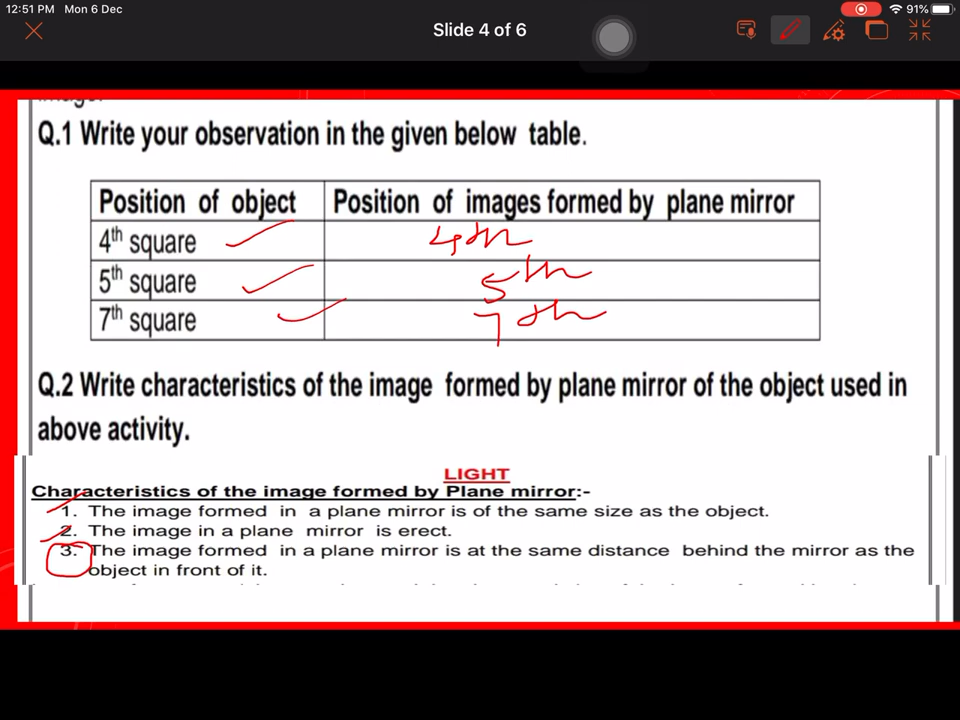 12:51 PM Mon 6 Dec
91%
Slide 4 of 6
Q.1 Write your observation in the given below table.
Position of object Position of images formed by plane mirror
4th square 4th
5th square 5th
7th square 7th
Q.2 Write characteristics of the image formed by plane mirror of the object used in
above activity.
LIGHT
Characteristics of the image formed by Plane mirror:-
1. The image formed in a plane mirror is of the same size as the object.
2. The image in a plane mirror is erect.
3. The image formed in a plane mirror is at the same distance behind the mirror as the
object in front of it.